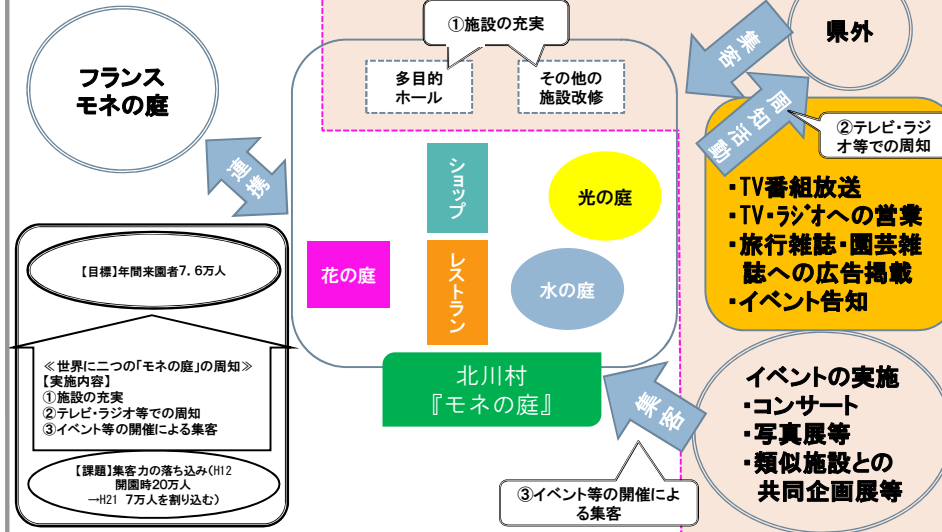 ①施設の充実
県外
フランス
モネの庭
多目的
ホール
その他の
施設改修
集客
周知活動
②テレビ・ラジ
オ等での周知
連携
ショップ
光の庭
・TV番組放送
・TV・ラジオへの営業
・旅行雑誌・園芸雑
誌への広告掲載
・イベント告知
【目標】年間来園者7.6万人
花の庭
レストラン
水の庭
≪世界に二つの「モネの庭」の周知≫
【実施内容】
①施設の充実
②テレビ・ラジオ等での周知
③イベント等の開催による集客
北川村
『モネの庭』
集客
イベントの実施
・コンサート
・写真展等
・類似施設との
共同企画展等
【課題】集客力の落ち込み(H12
開園時20万人
→H21 7万人を割り込む)
③イベント等の開催によ
る集客